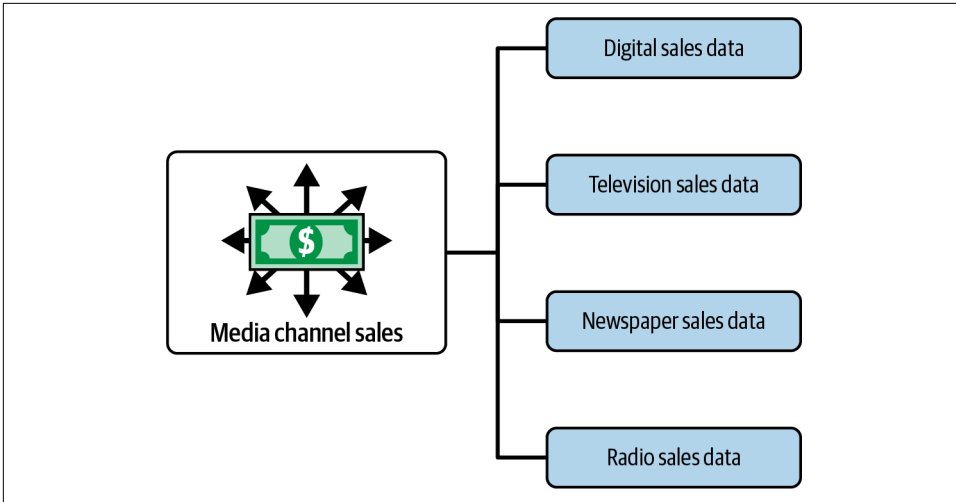 Digital sales data
Television sales data
$
Media channel sales
Newspaper sales data
Radio sales data